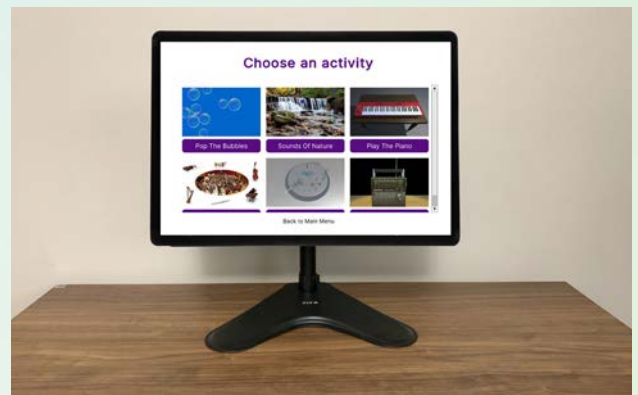 Choose an activity
Pop The Bubbles
Sounds Of Nature
Play The Piano
Back to Main Menu